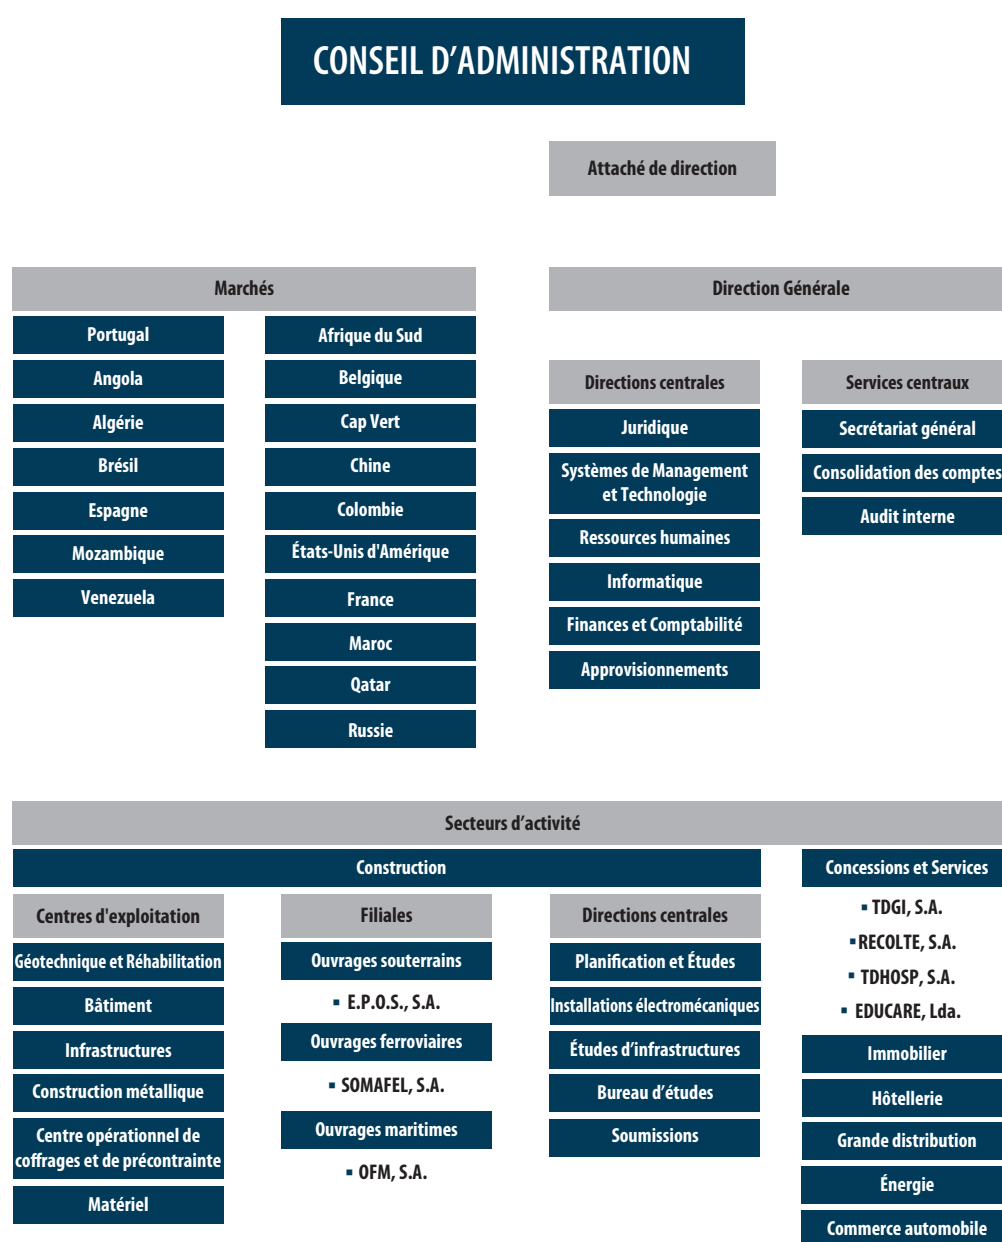 CONSEIL D’ADMINISTRATION
Attaché de direction
Marchés
Portugal
Angola
Algérie
Brésil
Espagne
Mozambique
Venezuela
Afrique du Sud
Belgique
Cap Vert
Chine
Colombie
États-Unis d'Amérique
France
Maroc
Qatar
Russie
Direction Générale
Directions centrales
Juridique
Systèmes de Management
et Technologie
Ressources humaines
Informatique
Finances et Comptabilité
Approvisionnements
Services centraux
Secrétariat général
Consolidation des comptes
Audit interne
Secteurs d’activité
Construction
Centres d'exploitation
Géotechnique et Réhabilitation
Bâtiment
Infrastructures
Construction métallique
Centre opérationnel de
coffrages et de précontrainte
Matériel
Filiales
Ouvrages souterrains
▪ E.P.O.S., S.A.
Ouvrages ferroviaires
▪ SOMAFEL, S.A.
Ouvrages maritimes
▪ OFM, S.A.
Directions centrales
Planification et Études
Installations électromécaniques
Études d’infrastructures
Bureau d’études
Soumissions
Concessions et Services
▪ TDGI, S.A.
▪ RECOLTE, S.A.
▪ TDHOSP, S.A.
▪ EDUCARE, Lda.
Immobilier
Hôtellerie
Grande distribution
Énergie
Commerce automobile